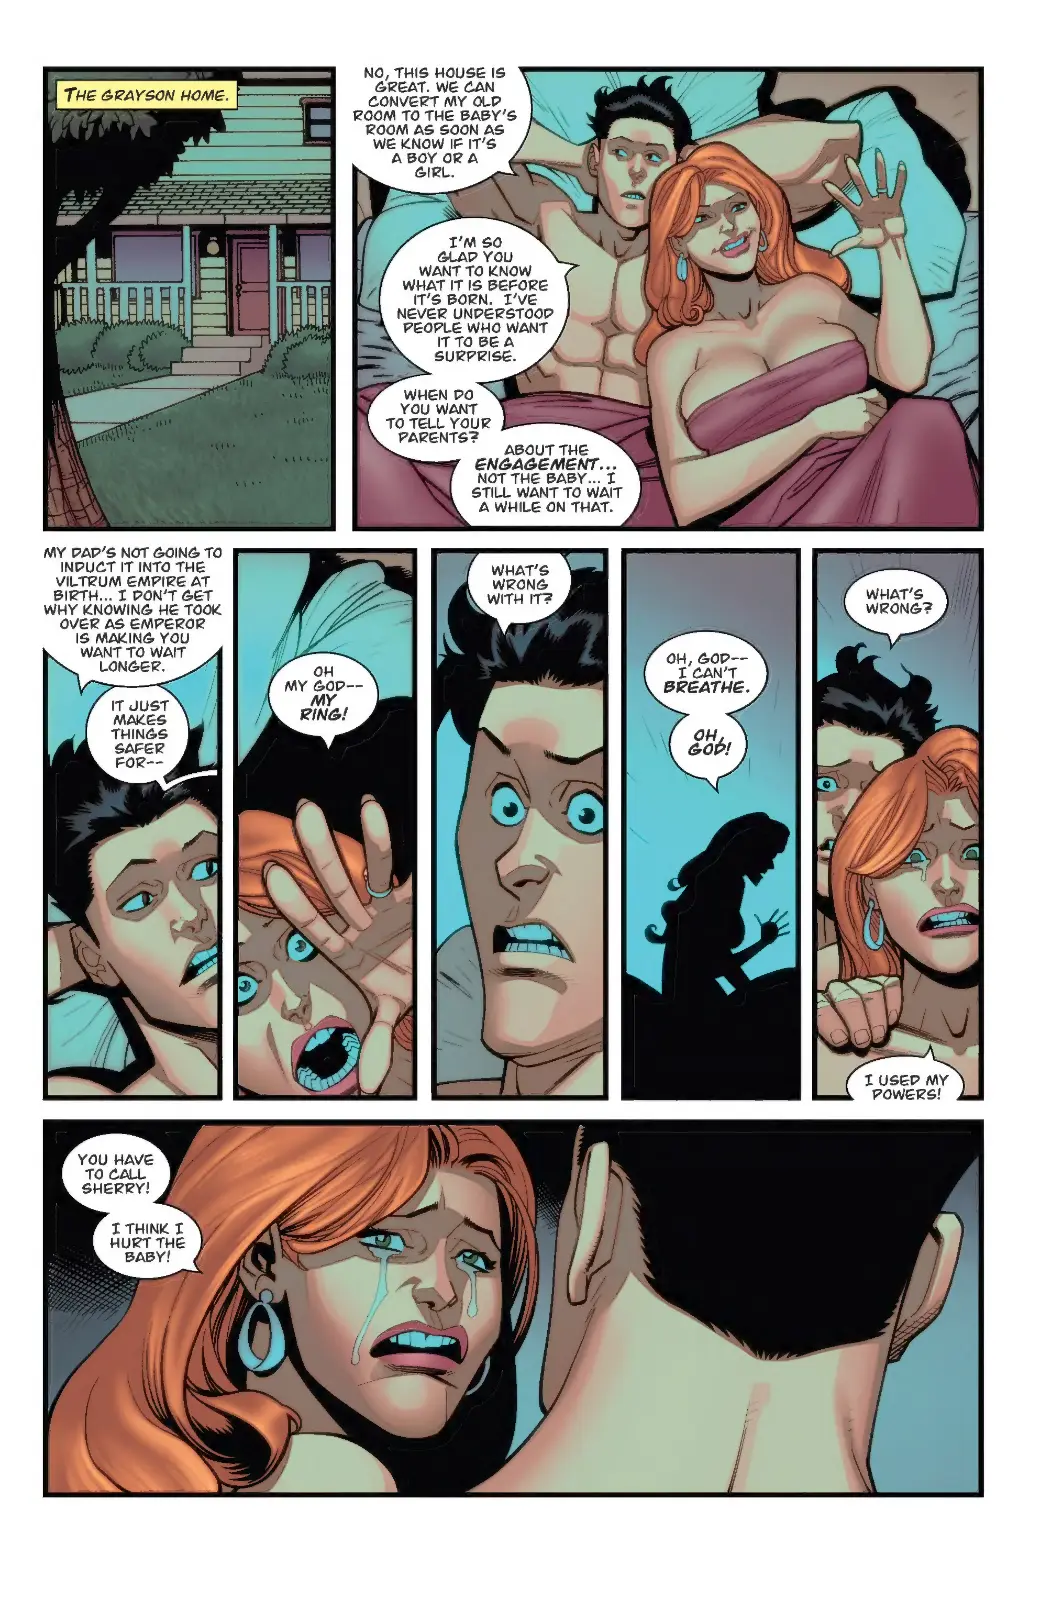 THE GRAYSON HOME.
NO, THIS HOUSE IS
GREAT. WE CAN
CONVERT MY OLD
ROOM TO THE BABY'S
ROOM AS SOON AS
WE KNOW IF IT'S
A BOY OR A
GIRL.
I'M SO
GLAD YOU
WANT TO KNOW
WHAT IT IS BEFORE
IT'S BORN. I'VE
NEVER UNDERSTOOD
PEOPLE WHO WANT
IT TO BE A
SURPRISE.
WHEN DO
YOU WANT
TO TELL YOUR
PARENTS?
ABOUT THE
ENGAGEMENT...
NOT THE BABY... I
STILL WANT TO WAIT
A WHILE ON THAT.
MY DAD'S NOT GOING TO
INDUCT IT INTO THE
VILTRUM EMPIRE AT
BIRTH... I DON'T GET
WHY KNOWING HE TOOK
OVER AS EMPEROR
IS MAKING YOU
WANT TO WAIT
LONGER.
IT JUST
MAKES
THINGS
SAFER
FOR--
OH
MY GOD--
MY
RING!
WHAT'S
WRONG
WITH IT?
OH, GOD--
I CAN'T
BREATHE.
OH,
GOD!
WHAT'S
WRONG?
I USED MY
POWERS!
YOU HAVE
TO CALL
SHERRY!
I THINK I
HURT THE
BABY!